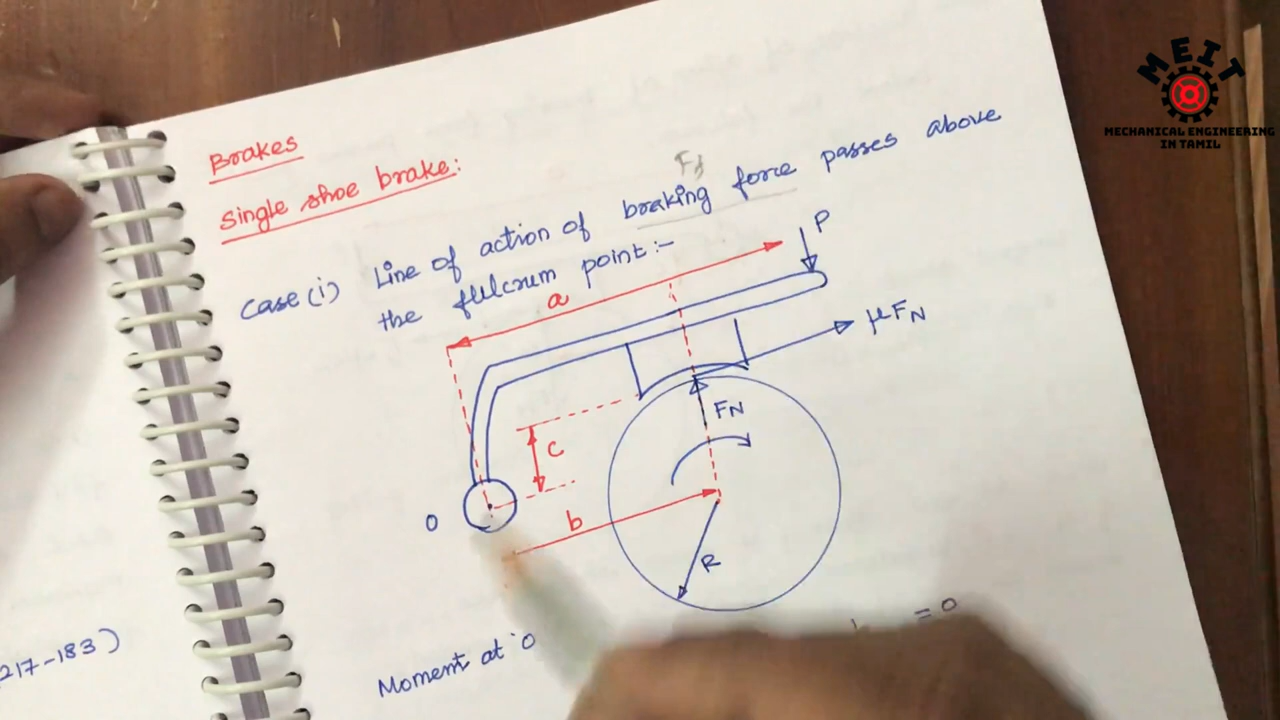 MEIT
MECHANICAL ENGINEERING
IN TAMIL
Brakes
Single shoe brake:
Case(i) Line of action of braking force passes above
the fulcrum point:-
P
a
μFN
FN
C
O
b
R
Moment at 'O
= 0
217-183)